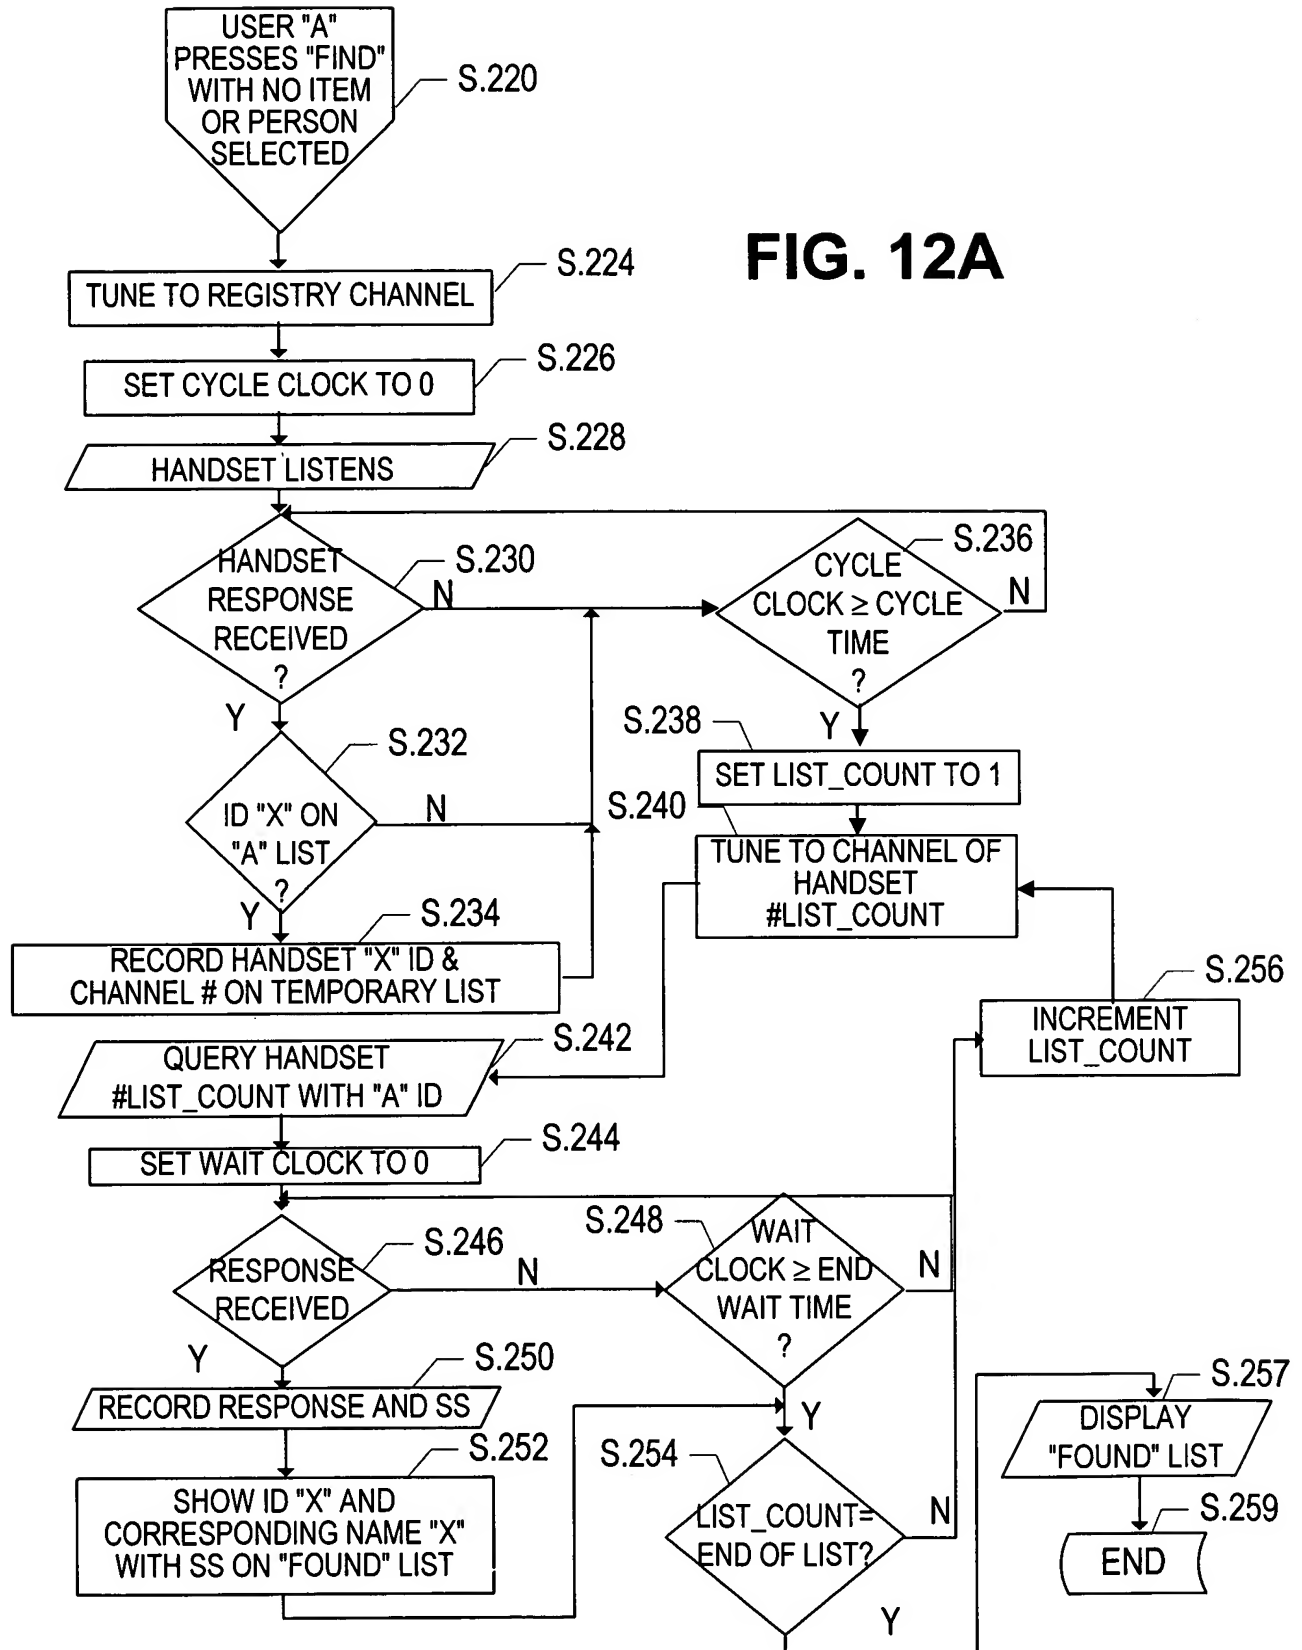 USER "A"
PRESSES "FIND"
WITH NO ITEM
OR PERSON
SELECTED
S.220
FIG. 12A
TUNE TO REGISTRY CHANNEL
S.224
SET CYCLE CLOCK TO 0
S.226
HANDSET LISTENS
S.228
HANDSET
RESPONSE
RECEIVED
?
S.230
N
Y
CYCLE
CLOCK ≥ CYCLE
TIME
?
S.236
N
Y
ID "X" ON
"A" LIST
?
S.232
N
Y
S.238
SET LIST_COUNT TO 1
S.240
TUNE TO CHANNEL OF
HANDSET
#LIST_COUNT
S.234
RECORD HANDSET "X" ID &
CHANNEL # ON TEMPORARY LIST
S.256
INCREMENT
LIST_COUNT
QUERY HANDSET
#LIST_COUNT WITH "A" ID
S.242
SET WAIT CLOCK TO 0
S.244
RESPONSE
RECEIVED
S.246
N
Y
S.248
WAIT
CLOCK ≥ END
WAIT TIME
?
N
Y
S.250
RECORD RESPONSE AND SS
S.252
SHOW ID "X" AND
CORRESPONDING NAME "X"
WITH SS ON "FOUND" LIST
S.254
LIST_COUNT=
END OF LIST?
N
Y
S.257
DISPLAY
"FOUND" LIST
S.259
END